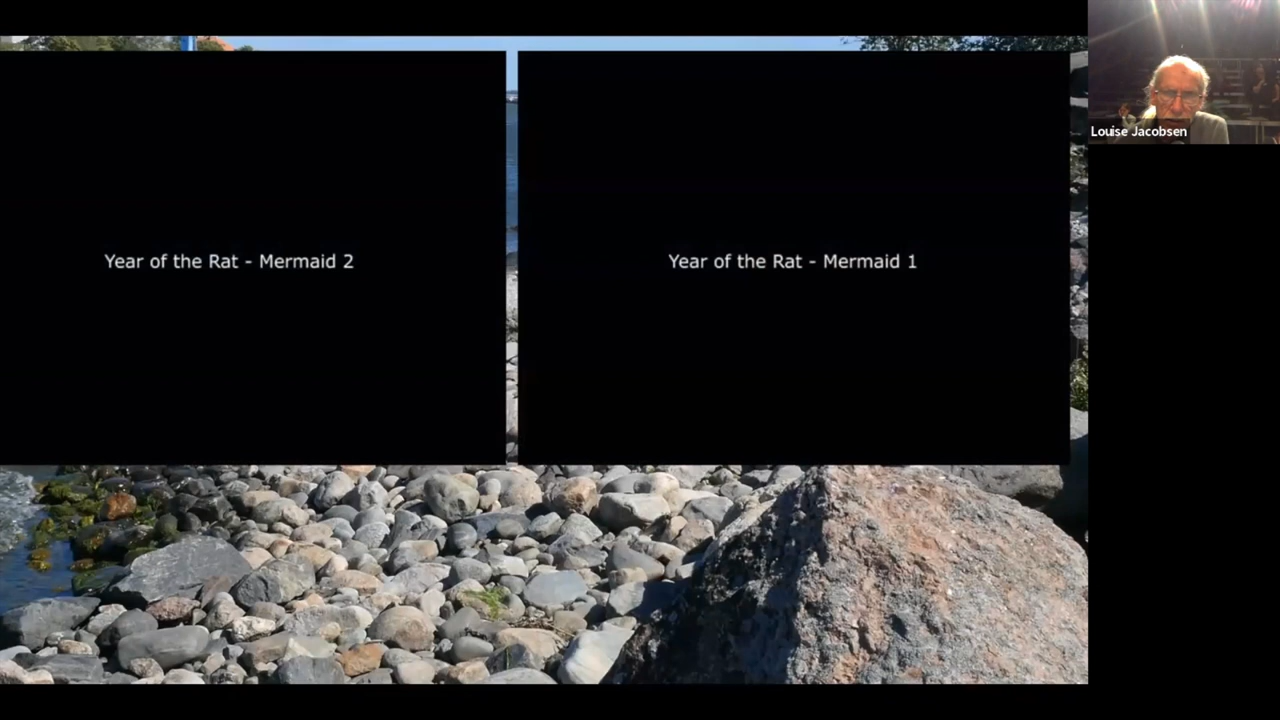 Year of the Rat - Mermaid 2
Year of the Rat - Mermaid 1
Louise Jacobsen